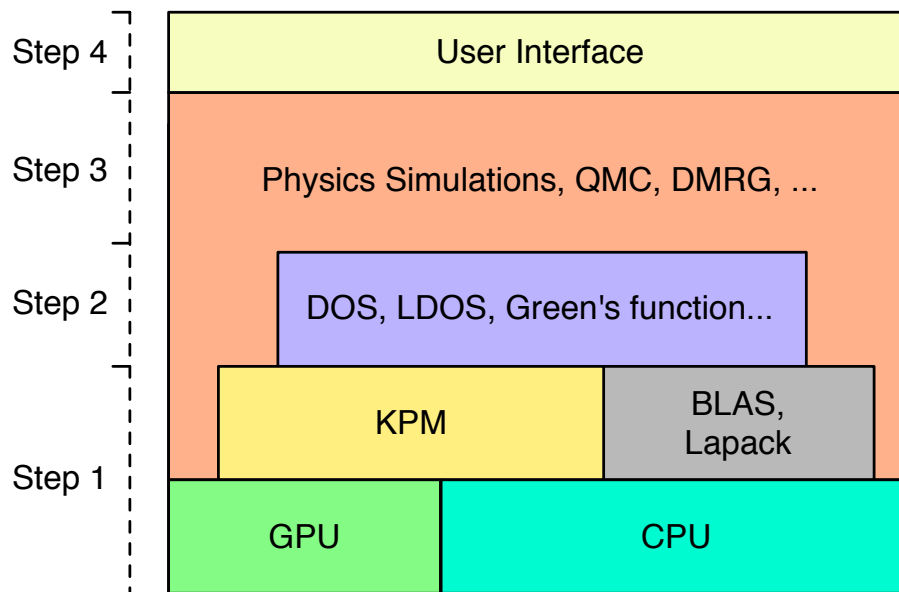 Step 4
User Interface
Step 3
Physics Simulations, QMC, DMRG, ...
Step 2
DOS, LDOS, Green's function...
Step 1
KPM
BLAS,
Lapack
GPU
CPU